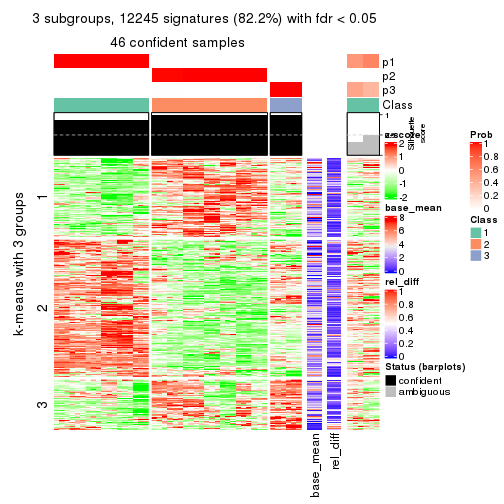 3 subgroups, 12245 signatures (82.2%) with fdr < 0.05
46 confident samples
p1
p2
p3
Class
1
Silhouette
score
k-means with 3 groups
1
2
3
base_mean
rel_diff
z-score
2
1
0
-1
-2
base_mean
8
6
4
2
0
rel_diff
1
0.8
0.6
0.4
0.2
0
Status (barplots)
confident
ambiguous
Prob
1
0.8
0.6
0.4
0.2
0
Class
1
2
3